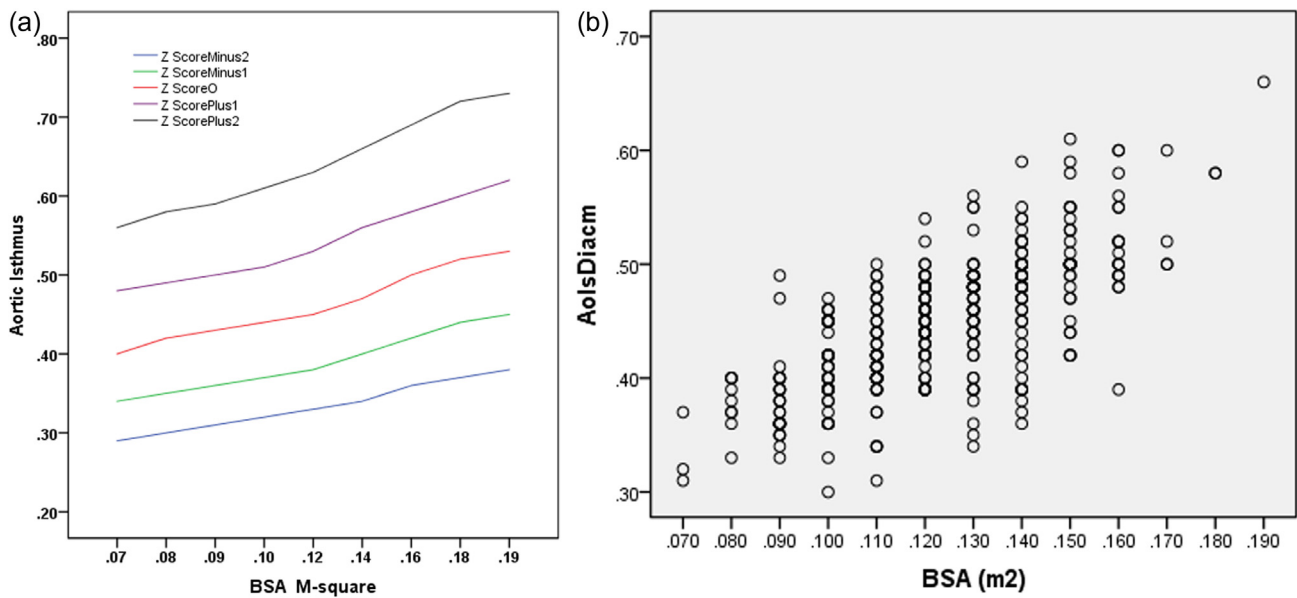 (a)
.80
.70
.60
.50
.40
.30
.20
Aortic Isthmus
Z ScoreMinus2
Z ScoreMinus1
Z ScoreO
Z ScorePlus1
Z ScorePlus2
.07 .08 .09 .10 .12 .14 .16 .18 .19
BSA M-square
(b)
.70
.60
.50
.40
.30
AoIsDiacm
.070 .080 .090 .100 .110 .120 .130 .140 .150 .160 .170 .180 .190
BSA (m2)